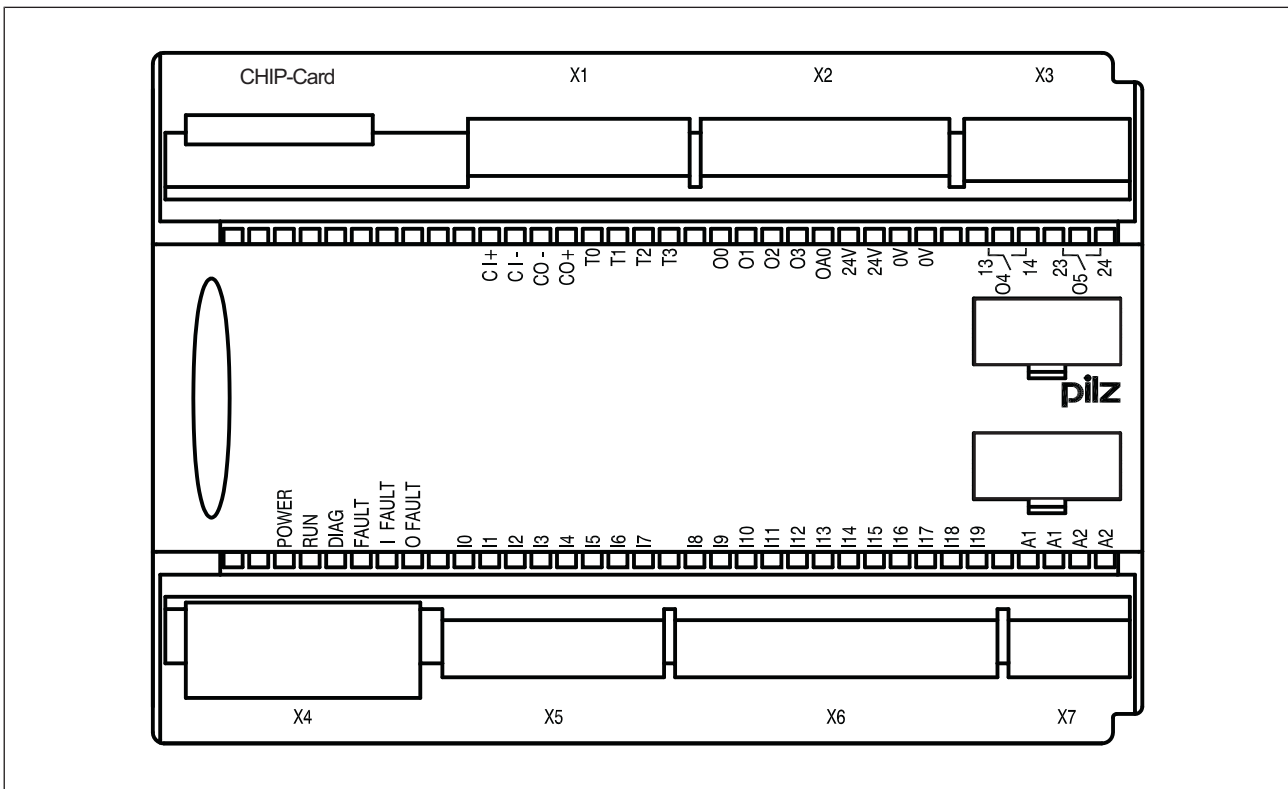 CHIP-Card
X1
X2
X3
CI+
CI-
CO-
CO+
T0
T1
T2
T3
O0
O1
O2
O3
OA0
24V
24V
0V
0V
13
O4
14
23
O5
24
pilz
POWER
RUN
DIAG
FAULT
I FAULT
O FAULT
I0
I1
I2
I3
I4
I5
I6
I7
I8
I9
I10
I11
I12
I13
I14
I15
I16
I17
I18
I19
A1
A1
A2
A2
X4
X5
X6
X7